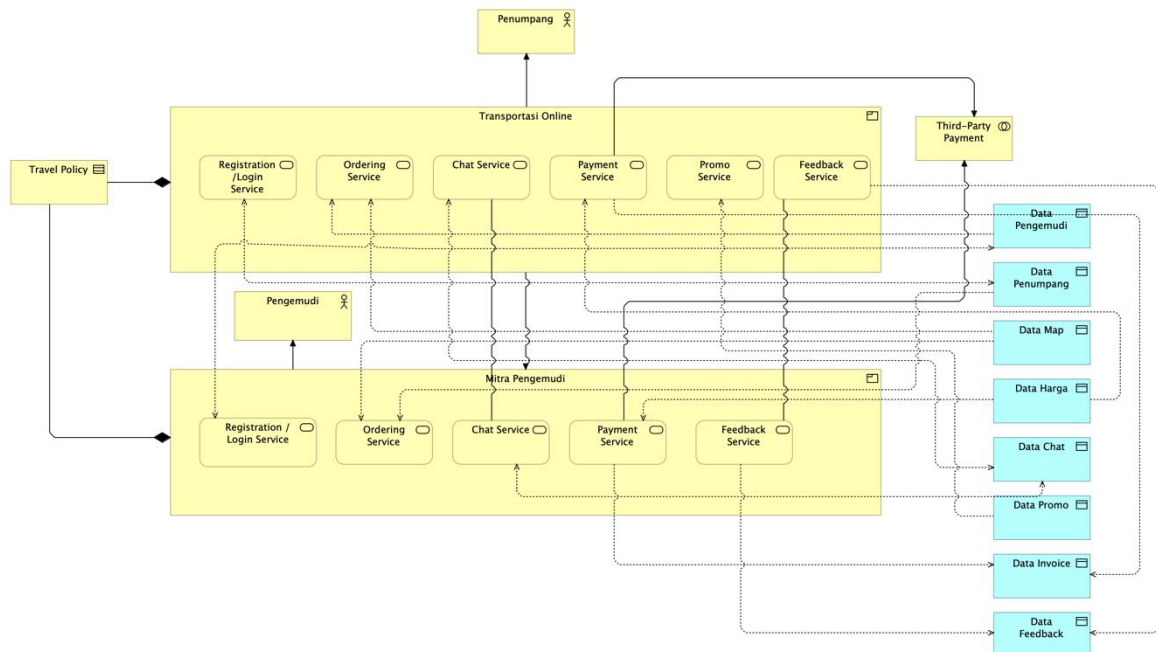 Penumpang
Transportasi Online
Third-Party
Payment
Travel Policy
Registration
/Login
Service
Ordering
Service
Chat Service
Payment
Service
Promo
Service
Feedback
Service
Data
Pengemudi
Data
Penumpang
Pengemudi
Data Map
Mitra Pengemudi
Data Harga
Registration /
Login Service
Ordering
Service
Chat Service
Payment
Service
Feedback
Service
Data Chat
Data Promo
Data Invoice
Data
Feedback